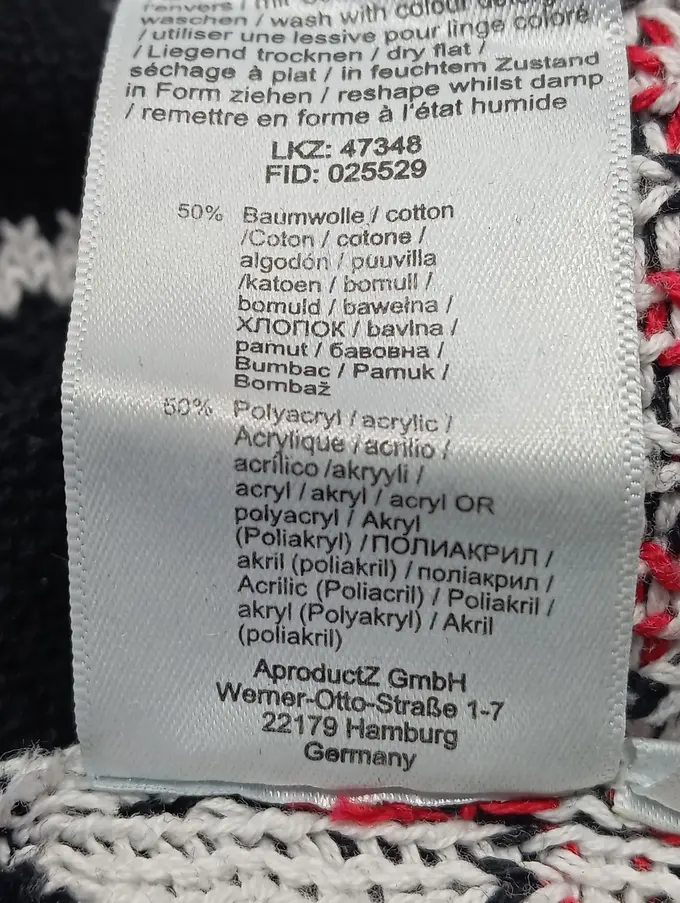 waschen / wash with colour
/ utiliser une lessive pour linge coloré
/ Liegend trocknen / dry flat /
séchage à plat / in feuchtem Zustand
in Form ziehen / reshape whilst damp
/ remettre en forme à l'état humide
LKZ: 47348
FID: 025529
50% Baumwolle / cotton
/Coton / cotone /
algodón / puuvilla
/katoen / bomull /
bomuld / bawełna /
ХЛОПОК / bavlna /
pamut / бавовна /
Bumbac / Pamuk /
Bombaž
50% Polyacryl / acrylic /
Acrylique / acrilio /
acrílico /akryyli /
acryl / akryl / acryl OR
polyacryl / Akryl
(Poliakryl) / ПОЛИАКРИЛ /
akril (poliakril) / поліакрил /
Acrilic (Poliacril) / Poliakril /
akryl (Polyakryl) / Akril
(poliakril)
AproductZ GmbH
Werner-Otto-Straße 1-7
22179 Hamburg
Germany